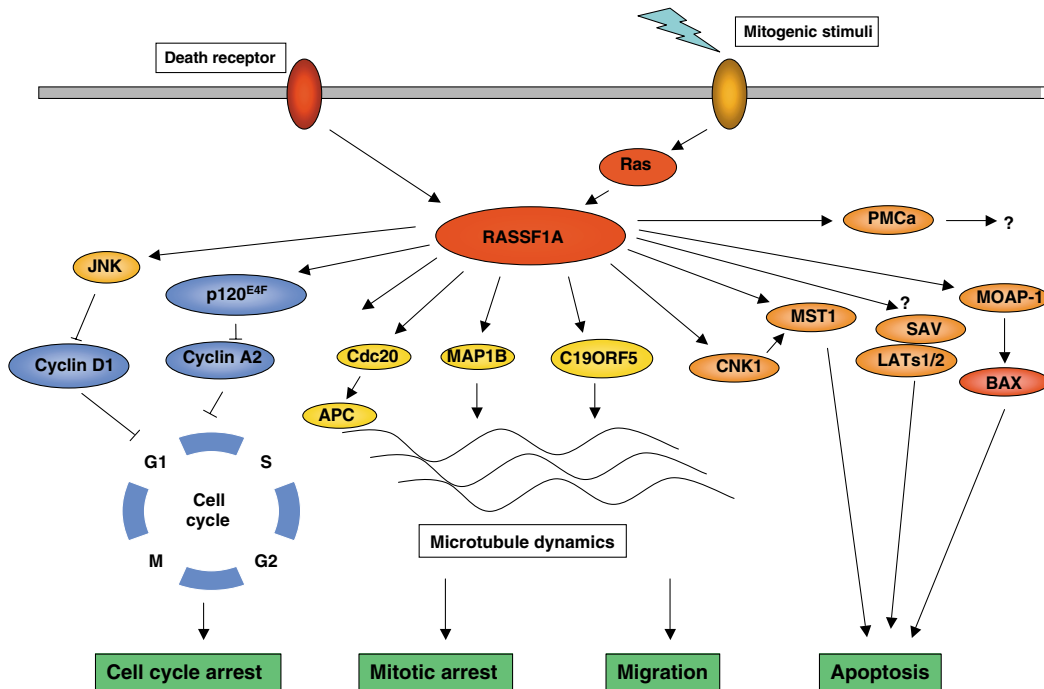 Mitogenic stimuli
Death receptor
Ras
RASSF1A
PMCa
?
JNK
p120E4F
MOAP-1
?
MST1
SAV
Cyclin D1
Cyclin A2
Cdc20
MAP1B
C19ORF5
CNK1
LATs1/2
BAX
APC
G1
S
Cell
cycle
M
G2
Microtubule dynamics
Cell cycle arrest
Mitotic arrest
Migration
Apoptosis